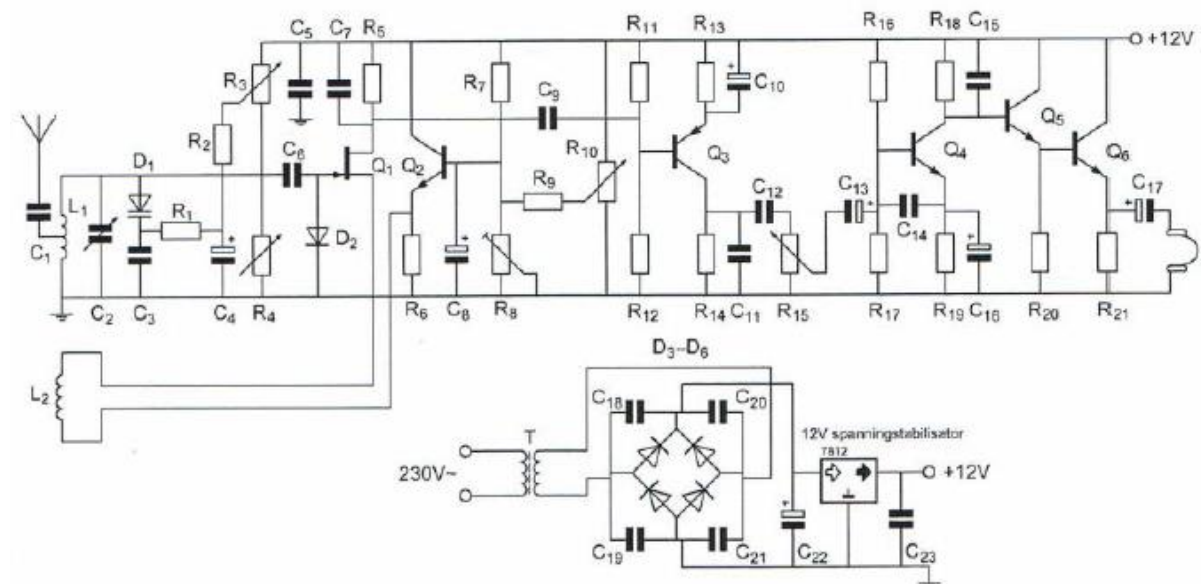 C5 C7 R5 R11 R13 R16 R18 C15
+12V
R3 R7 C9 C10
R2 R10 Q5
D1 C6 Q1 Q2 Q3 Q4 Q6
R9 C12 C13 C17
L1 R1
C1 D2 C14
C2 C3 C4 R4 R6 C8 R8 R12 R14 C11 R15 R17 R19 C16 R20 R21
D3–D6
L2
C18 C20
12V spanningstabilisator
T 7812
230V~ +12V
C19 C21 C22 C23